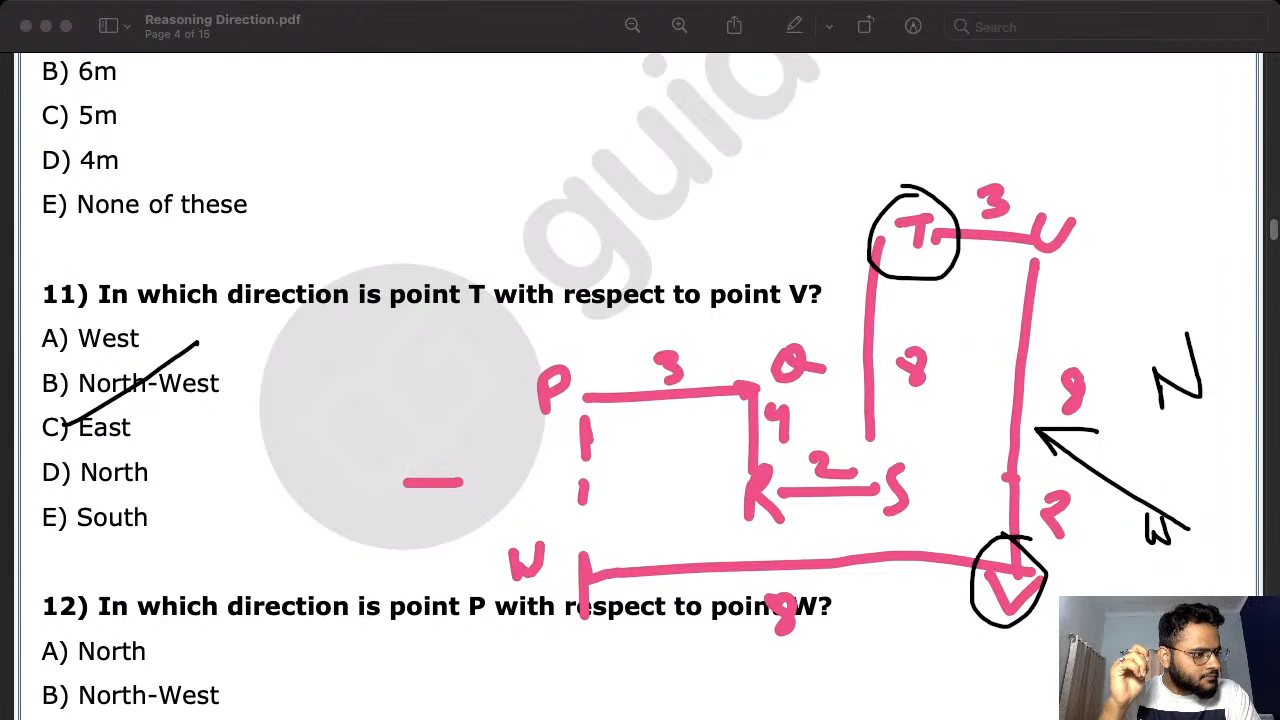 Reasoning Direction.pdf
Page 4 of 15
Search
B) 6m
C) 5m
D) 4m
E) None of these
guid
11) In which direction is point T with respect to point V?
A) West
B) North-West
C) East
D) North
E) South
T 3 U
P 3 Q
4
8
8
N
R 2 S
2
W
W
V
8
12) In which direction is point P with respect to point W?
A) North
B) North-West